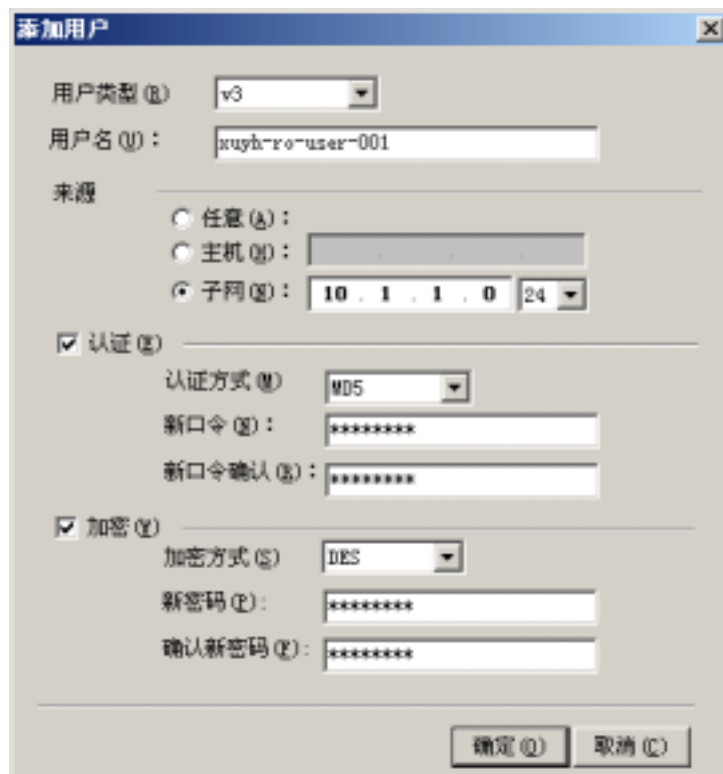 添加用户
用户类型(R) v3
用户名(U)： xuyh-ro-user-001
来源
任意(A)：
主机(H)：
子网(N)： 10 . 1 . 1 . 0 24
认证(E)
认证方式(M) MD5
新口令(N)： ********
新口令确认(R)： ********
加密(Y)
加密方式(S) DES
新密码(P): ********
确认新密码(F): ********
确定(O) 取消(C)